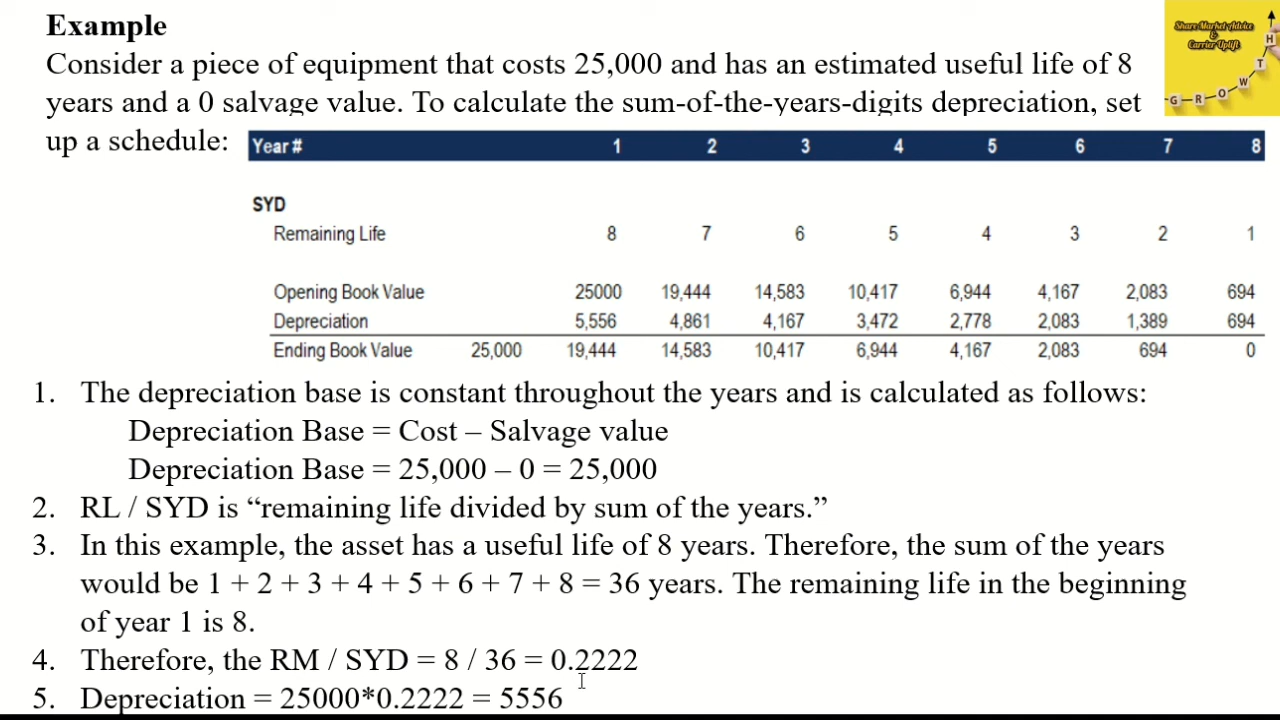 Example
Consider a piece of equipment that costs 25,000 and has an estimated useful life of 8
years and a 0 salvage value. To calculate the sum-of-the-years-digits depreciation, set
up a schedule:
Share Market Advice
&
Carrier Uplift
G R O W T H
Year # 1 2 3 4 5 6 7 8
SYD
Remaining Life 8 7 6 5 4 3 2 1
Opening Book Value 25000 19,444 14,583 10,417 6,944 4,167 2,083 694
Depreciation 5,556 4,861 4,167 3,472 2,778 2,083 1,389 694
Ending Book Value 25,000 19,444 14,583 10,417 6,944 4,167 2,083 694 0
1. The depreciation base is constant throughout the years and is calculated as follows:
Depreciation Base = Cost – Salvage value
Depreciation Base = 25,000 – 0 = 25,000
2. RL / SYD is “remaining life divided by sum of the years.”
3. In this example, the asset has a useful life of 8 years. Therefore, the sum of the years
would be 1 + 2 + 3 + 4 + 5 + 6 + 7 + 8 = 36 years. The remaining life in the beginning
of year 1 is 8.
4. Therefore, the RM / SYD = 8 / 36 = 0.2222
5. Depreciation = 25000*0.2222 = 5556